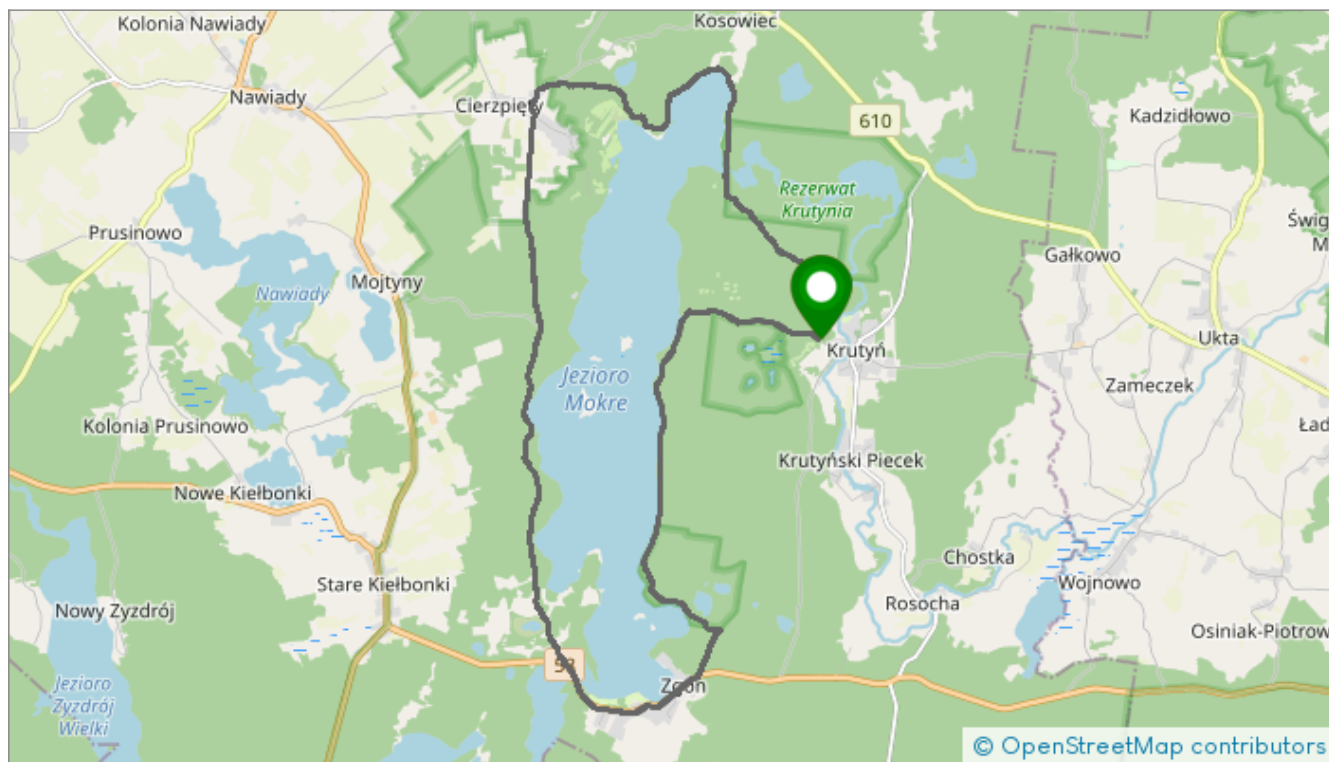 Kosowiec
Kolonia Nawiady
Nawiady
Cierzpięty
610
Kadzidłowo
Rezerwat
Krutynia
Prusinowo
Mojtyny
Nawiady
Gałkowo
Ukta
Krutyń
Zameczek
Jezioro
Mokre
Kolonia Prusinowo
Krutyński Piecek
Nowe Kiełbonki
Chostka
Stare Kiełbonki
Wojnowo
Nowy Zyzdrój
Rosocha
Osiniak-Piotrow
Zgon
Jezioro
Zyzdrój
Wielki
© OpenStreetMap contributors